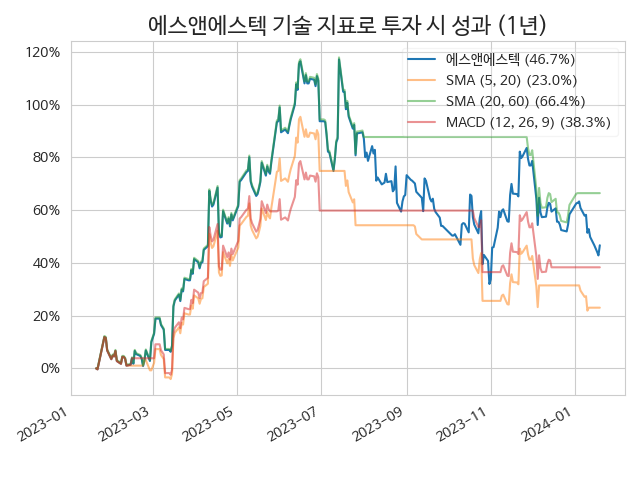 에스앤에스텍 기술 지표로 투자 시 성과 (1년)
120%
100%
80%
60%
40%
20%
0%
에스앤에스텍 (46.7%)
SMA (5, 20) (23.0%)
SMA (20, 60) (66.4%)
MACD (12, 26, 9) (38.3%)
2023-01
2023-03
2023-05
2023-07
2023-09
2023-11
2024-01